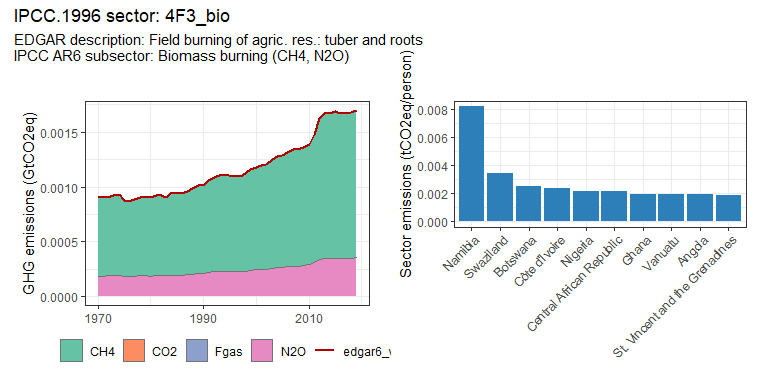 IPCC.1996 sector: 4F3_bio
EDGAR description: Field burning of agric. res.: tuber and roots
IPCC AR6 subsector: Biomass burning (CH4, N2O)
GHG emissions (GtCO2eq)
0.0015
0.0010
0.0005
0.0000
1970
1990
2010
CH4
CO2
Fgas
N2O
edgar6_v
Sector emissions (tCO2eq/person)
0.008
0.006
0.004
0.002
0.000
Namibia
Swaziland
Botswana
Côte d'Ivoire
Nigeria
Central African Republic
Ghana
Vanuatu
Angola
St. Vincent and the Grenadines